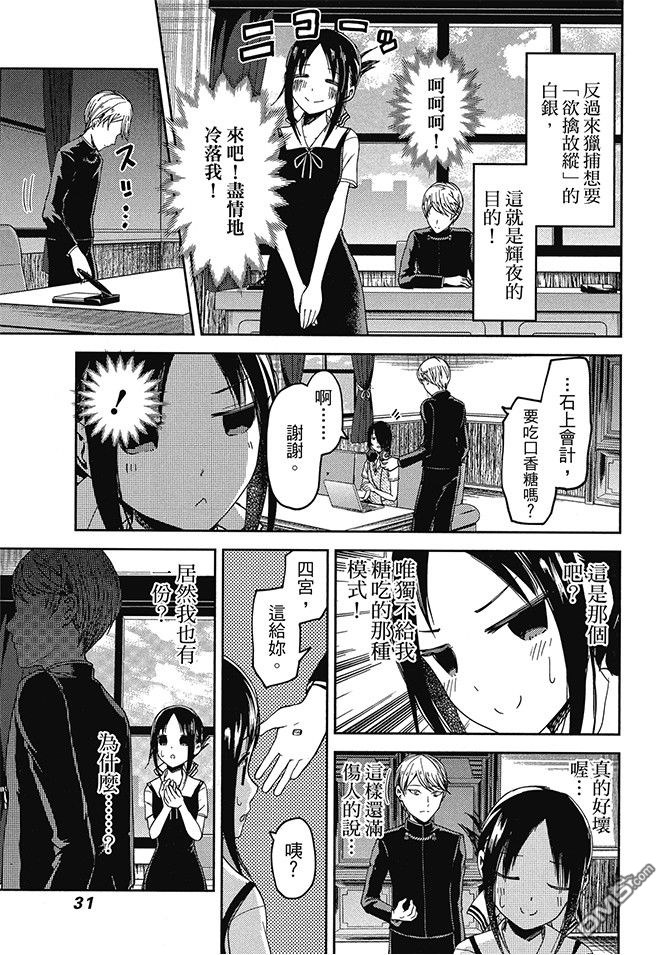 反過來獵捕想要
「欲擒故縱」的
白銀,
這就是輝夜的
目的!
ニヨー
呵呵呵!
來吧!盡情地
冷落我!
…石上會計,
要吃口香糖嗎?
啊……
謝謝。
!
這是那個
吧?
唯獨不給我
糖吃的那種
模式!
真的好壞
喔…
這樣還滿
傷人的說…
四宮,
這給妳。
咦?
居然我也有
一份?
為什麼……?
31
DM5.COM